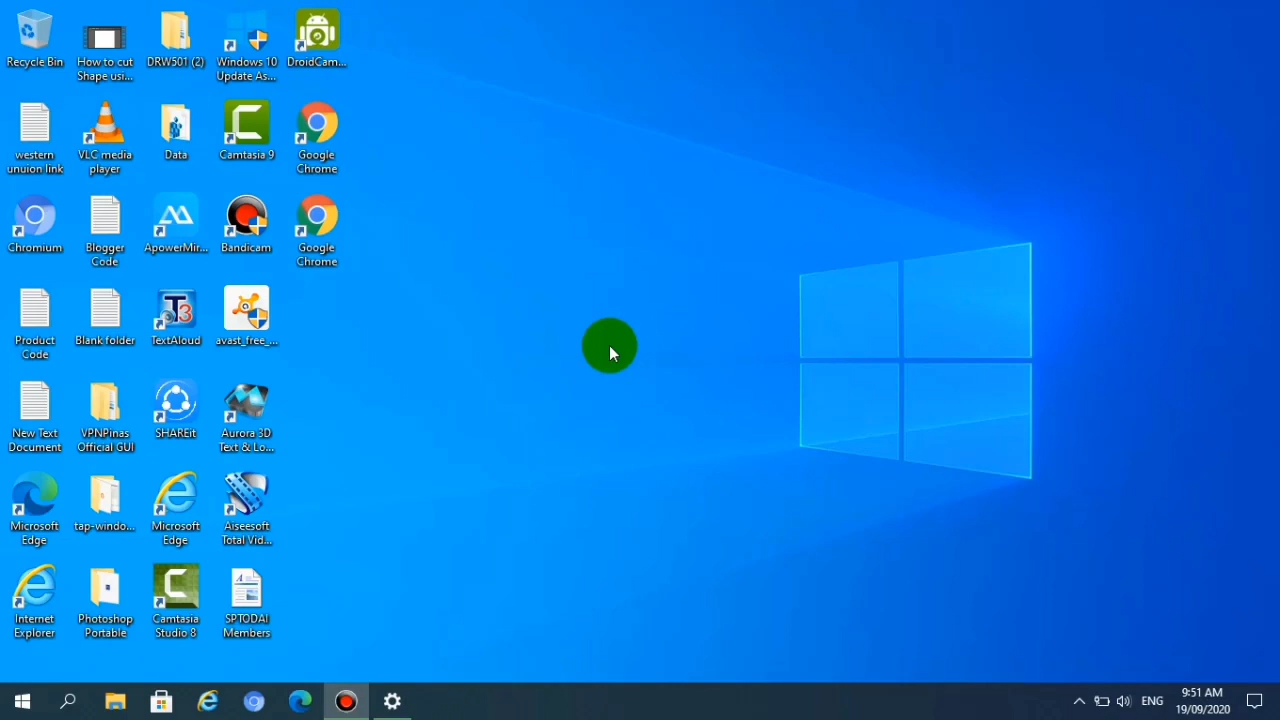 Recycle Bin
How to cut
Shape usi...
DRW501 (2)
Windows 10
Update As...
DroidCam...
western
unuion link
VLC media
player
Data
Camtasia 9
Google
Chrome
Chromium
Blogger
Code
ApowerMir...
Bandicam
Google
Chrome
Product
Code
Blank folder
TextAloud
avast_free_...
New Text
Document
VPNPinas
Official GUI
SHAREit
Aurora 3D
Text & Lo...
Microsoft
Edge
tap-windo...
Microsoft
Edge
Aiseesoft
Total Vid...
Internet
Explorer
Photoshop
Portable
Camtasia
Studio 8
SPTODAI
Members
ENG
9:51 AM
19/09/2020